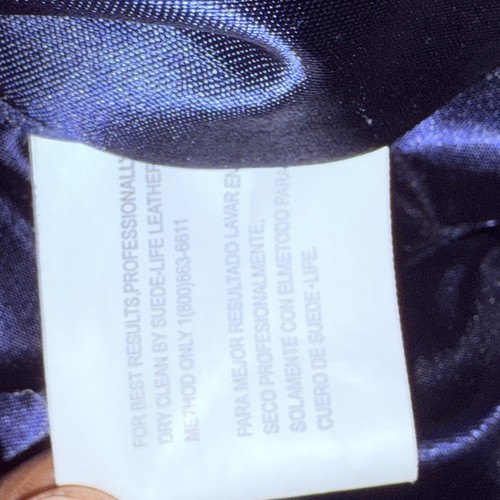 FOR BEST RESULTS,PROFESSIONALLY
DRY CLEAN BY SUEDE-LIFE LEATHER
METHOD ONLY 1(800)863-6611
PARA MEJOR RESULTADO LAVAR EN
SECO PROFESIONALMENTE,
SOLAMENTE CON ELMETODO PARA
CUERO DE SUEDE-LIFE.